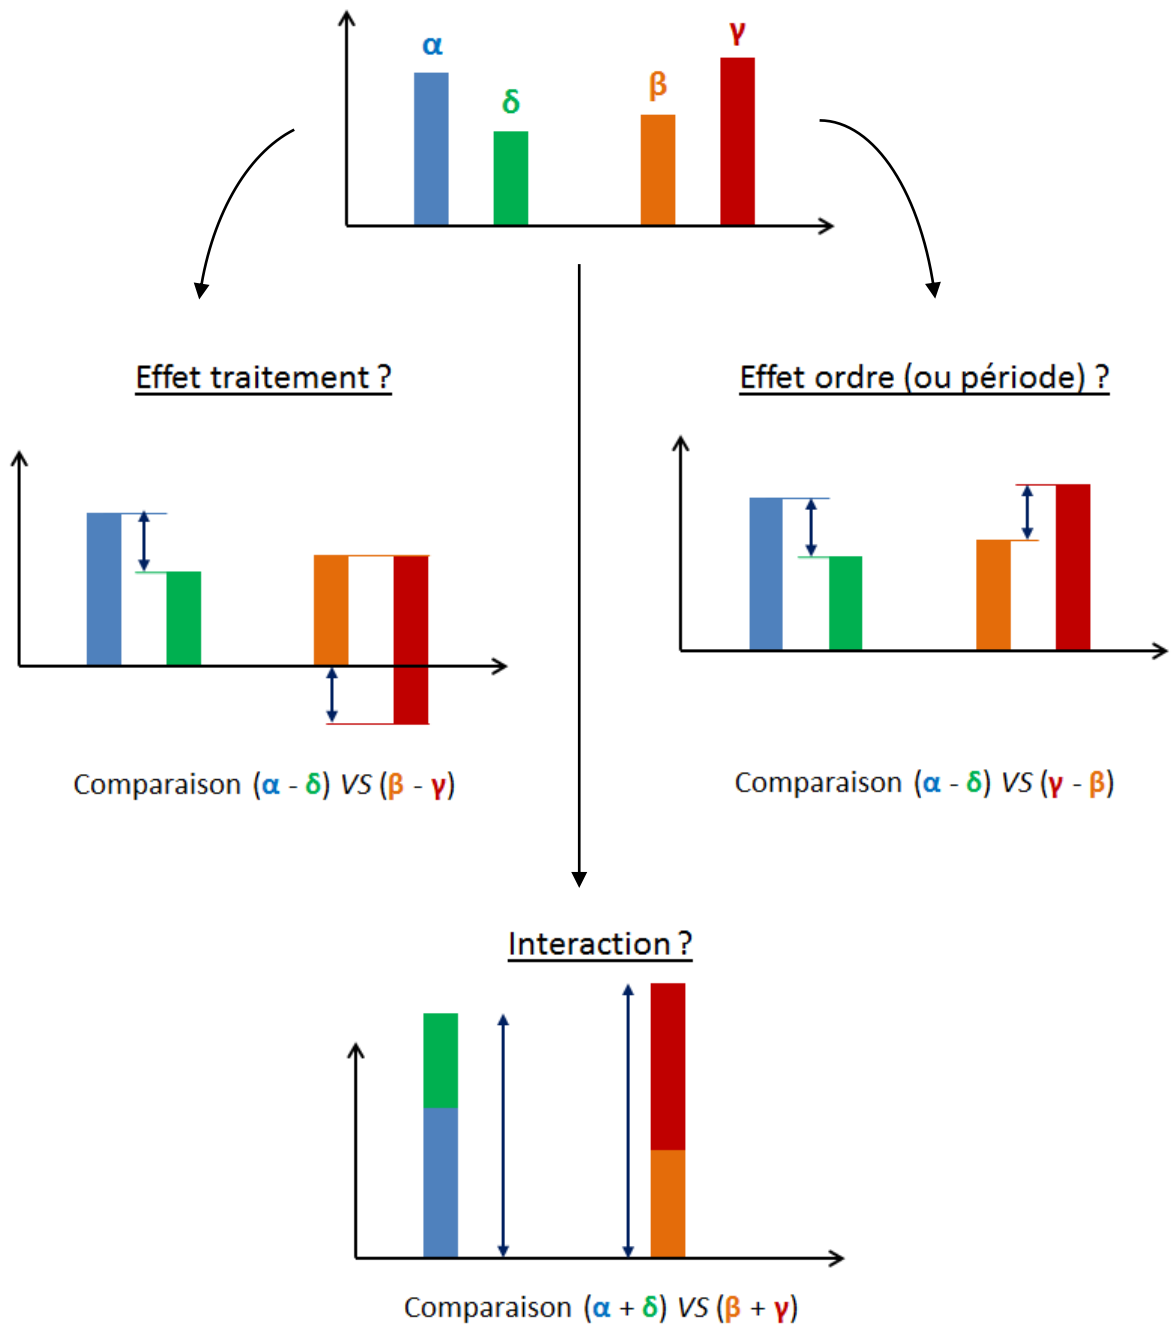 α
δ
β
γ
Effet traitement ?
Effet ordre (ou période) ?
Comparaison (α - δ) VS (β - γ)
Comparaison (α - δ) VS (γ - β)
Interaction ?
Comparaison (α + δ) VS (β + γ)